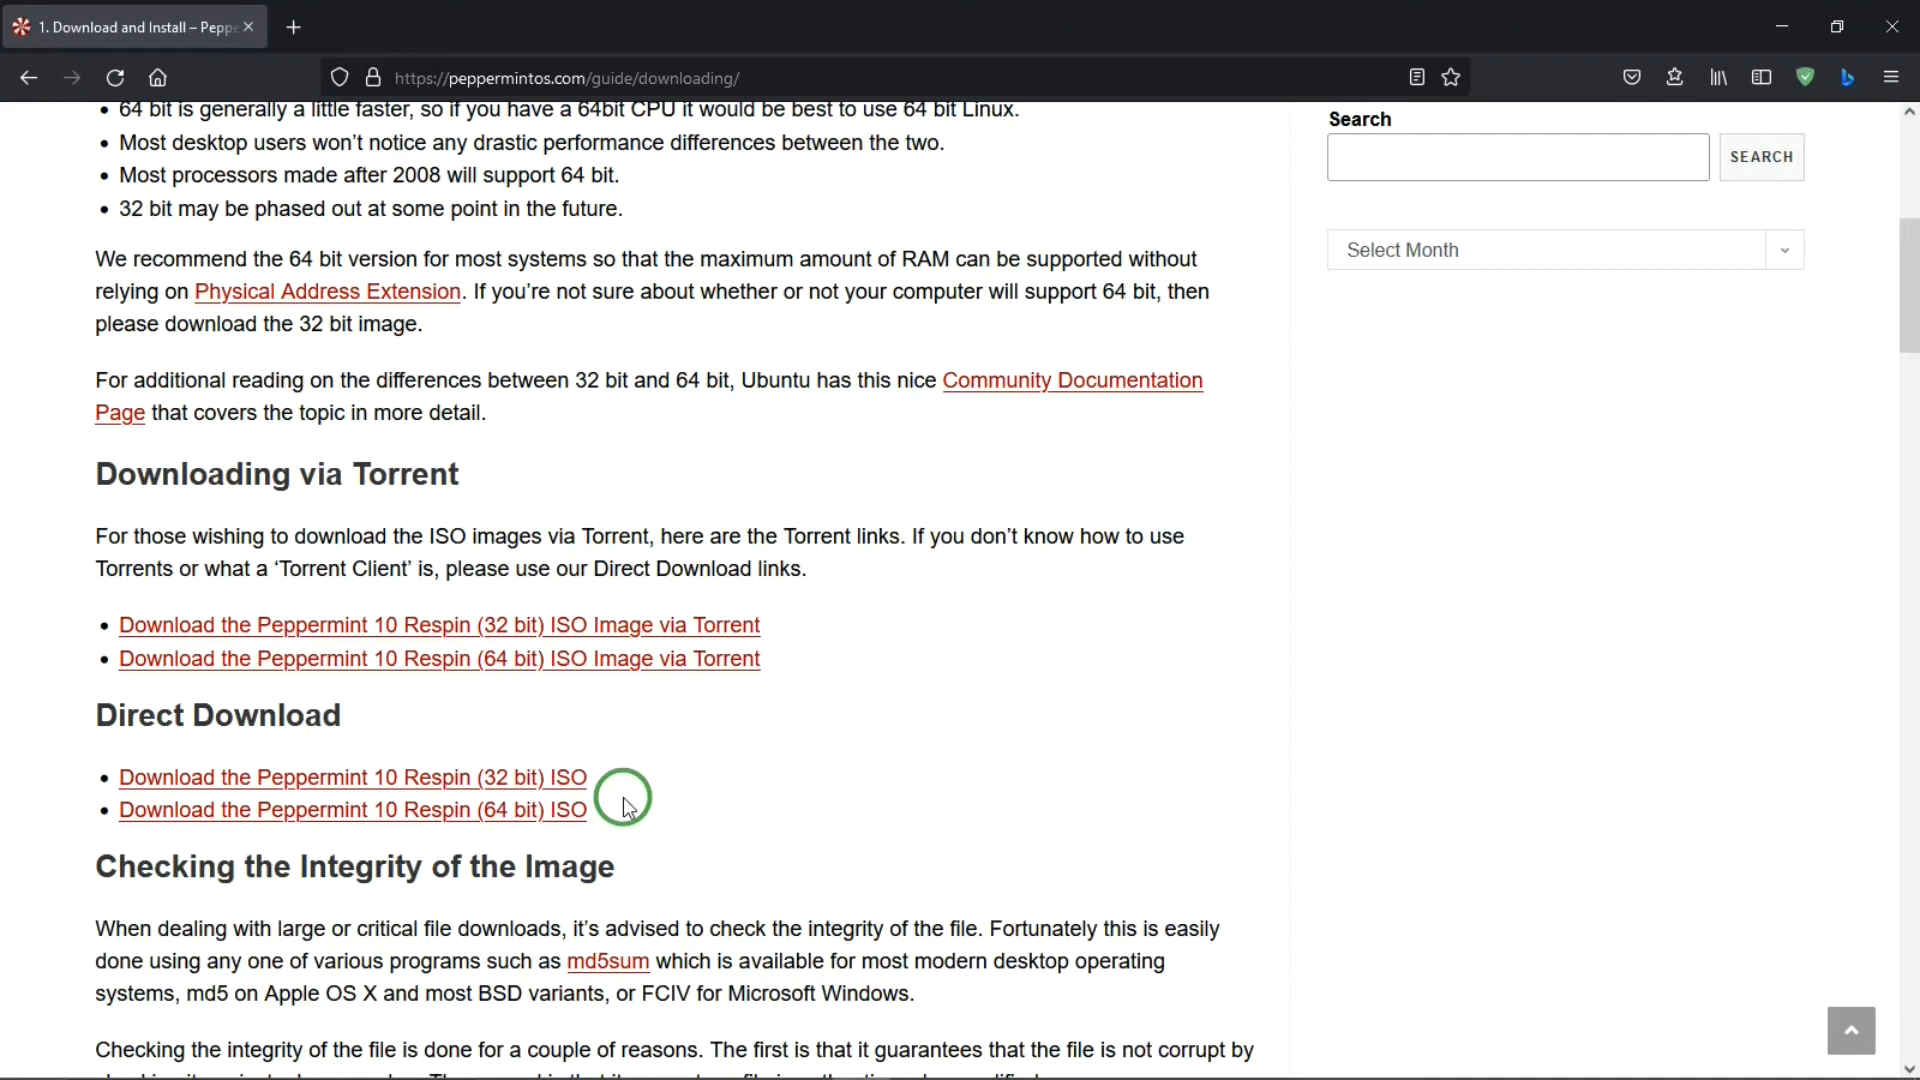 1. Download and Install – Pepp
https://peppermintos.com/guide/downloading/
64 bit is generally a little faster, so if you have a 64bit CPU it would be best to use 64 bit Linux.
Most desktop users won’t notice any drastic performance differences between the two.
Most processors made after 2008 will support 64 bit.
32 bit may be phased out at some point in the future.
We recommend the 64 bit version for most systems so that the maximum amount of RAM can be supported without
relying on Physical Address Extension. If you’re not sure about whether or not your computer will support 64 bit, then
please download the 32 bit image.
For additional reading on the differences between 32 bit and 64 bit, Ubuntu has this nice Community Documentation
Page that covers the topic in more detail.
Downloading via Torrent
For those wishing to download the ISO images via Torrent, here are the Torrent links. If you don’t know how to use
Torrents or what a ‘Torrent Client’ is, please use our Direct Download links.
Download the Peppermint 10 Respin (32 bit) ISO Image via Torrent
Download the Peppermint 10 Respin (64 bit) ISO Image via Torrent
Direct Download
Download the Peppermint 10 Respin (32 bit) ISO
Download the Peppermint 10 Respin (64 bit) ISO
Checking the Integrity of the Image
When dealing with large or critical file downloads, it’s advised to check the integrity of the file. Fortunately this is easily
done using any one of various programs such as md5sum which is available for most modern desktop operating
systems, md5 on Apple OS X and most BSD variants, or FCIV for Microsoft Windows.
Checking the integrity of the file is done for a couple of reasons. The first is that it guarantees that the file is not corrupt by
Search
SEARCH
Select Month